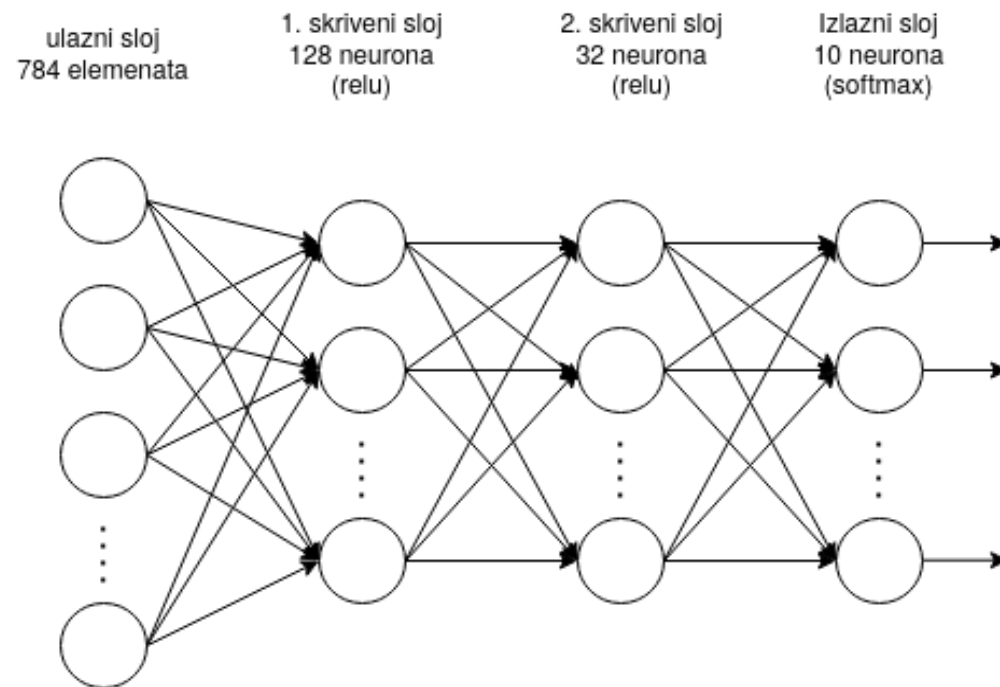 ulazni sloj
784 elemenata
1. skriveni sloj
128 neurona
(relu)
2. skriveni sloj
32 neurona
(relu)
Izlazni sloj
10 neurona
(softmax)